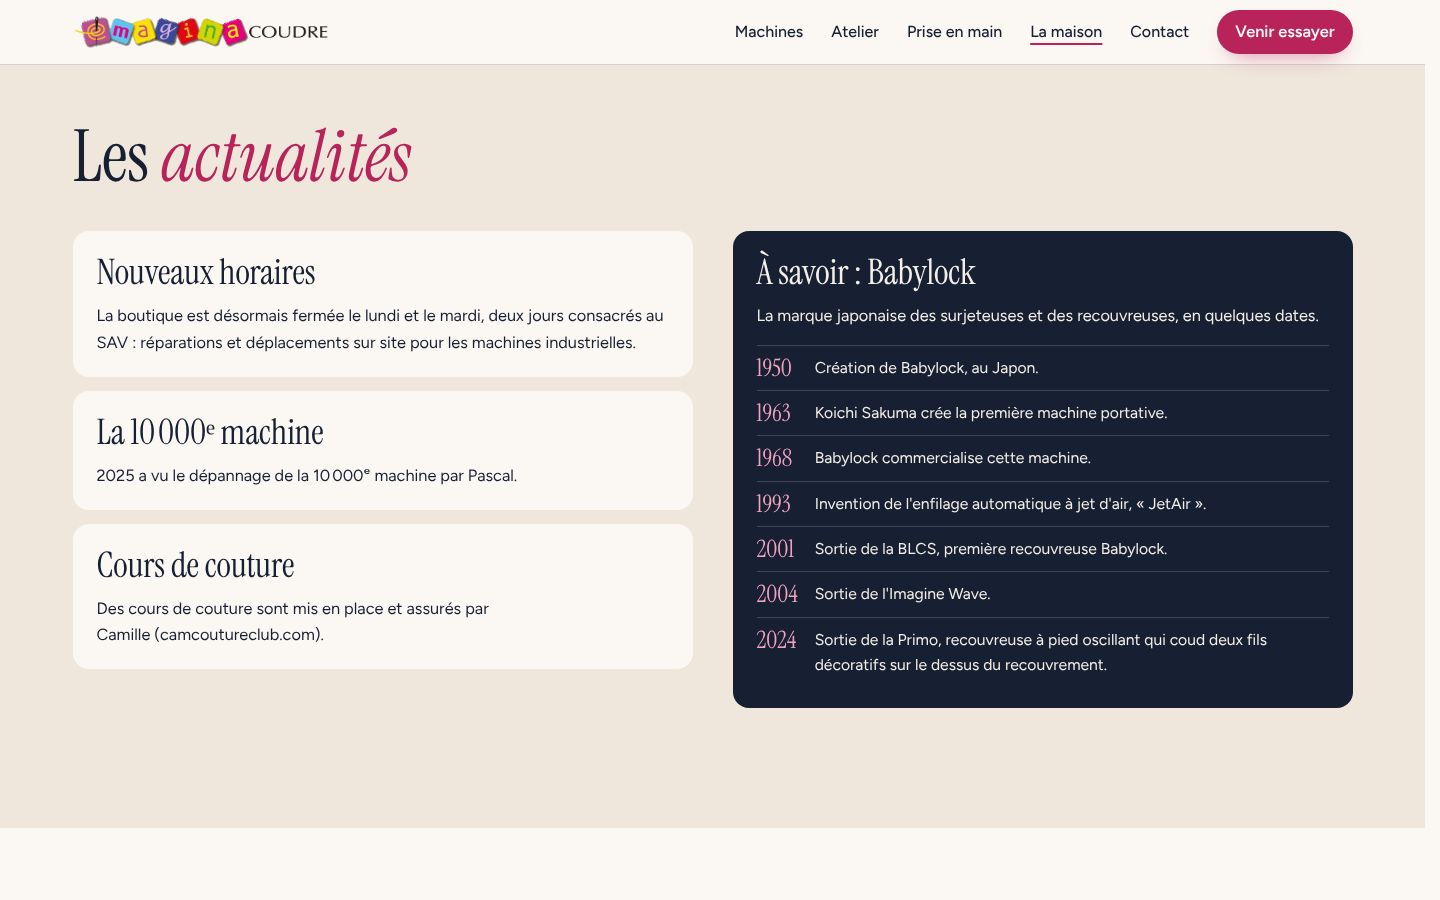 imagina COUDRE
Machines
Atelier
Prise en main
La maison
Contact
Venir essayer
Les actualités
Nouveaux horaires
La boutique est désormais fermée le lundi et le mardi, deux jours consacrés au
SAV : réparations et déplacements sur site pour les machines industrielles.
La 10 000ᵉ machine
2025 a vu le dépannage de la 10 000ᵉ machine par Pascal.
Cours de couture
Des cours de couture sont mis en place et assurés par
Camille (camcoutureclub.com).
À savoir : Babylock
La marque japonaise des surjeteuses et des recouvreuses, en quelques dates.
1950 Création de Babylock, au Japon.
1963 Koichi Sakuma crée la première machine portative.
1968 Babylock commercialise cette machine.
1993 Invention de l'enfilage automatique à jet d'air, « JetAir ».
2001 Sortie de la BLCS, première recouvreuse Babylock.
2004 Sortie de l'Imagine Wave.
2024 Sortie de la Primo, recouvreuse à pied oscillant qui coud deux fils
décoratifs sur le dessus du recouvrement.